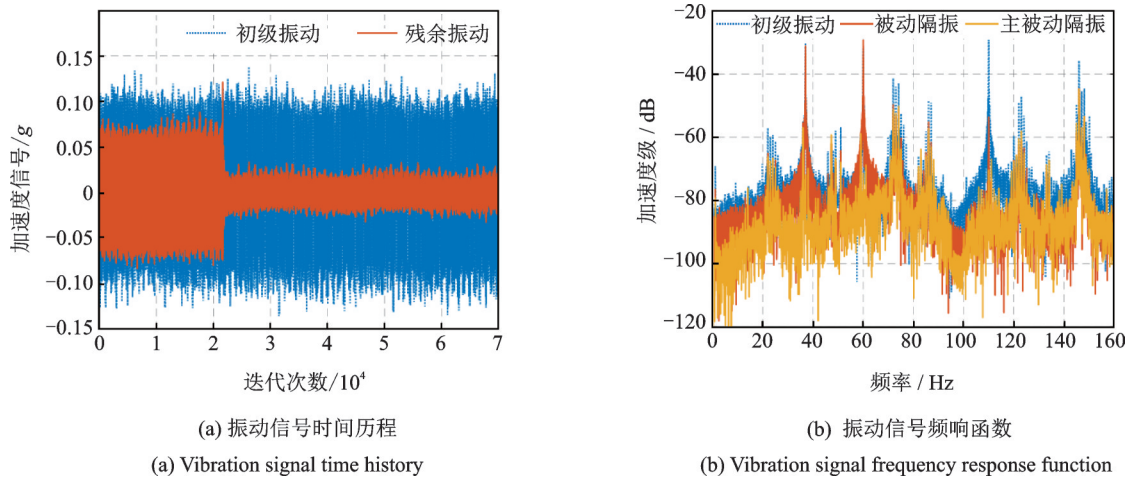 初级振动 残余振动
加速度信号/g
0.15
0.10
0.05
0
-0.05
-0.10
-0.15
0 1 2 3 4 5 6 7
迭代次数/10⁴
(a) 振动信号时间历程
(a) Vibration signal time history
初级振动 被动隔振 主被动隔振
加速度级 / dB
-20
-40
-60
-80
-100
-120
0 20 40 60 80 100 120 140 160
频率 / Hz
(b) 振动信号频响函数
(b) Vibration signal frequency response function